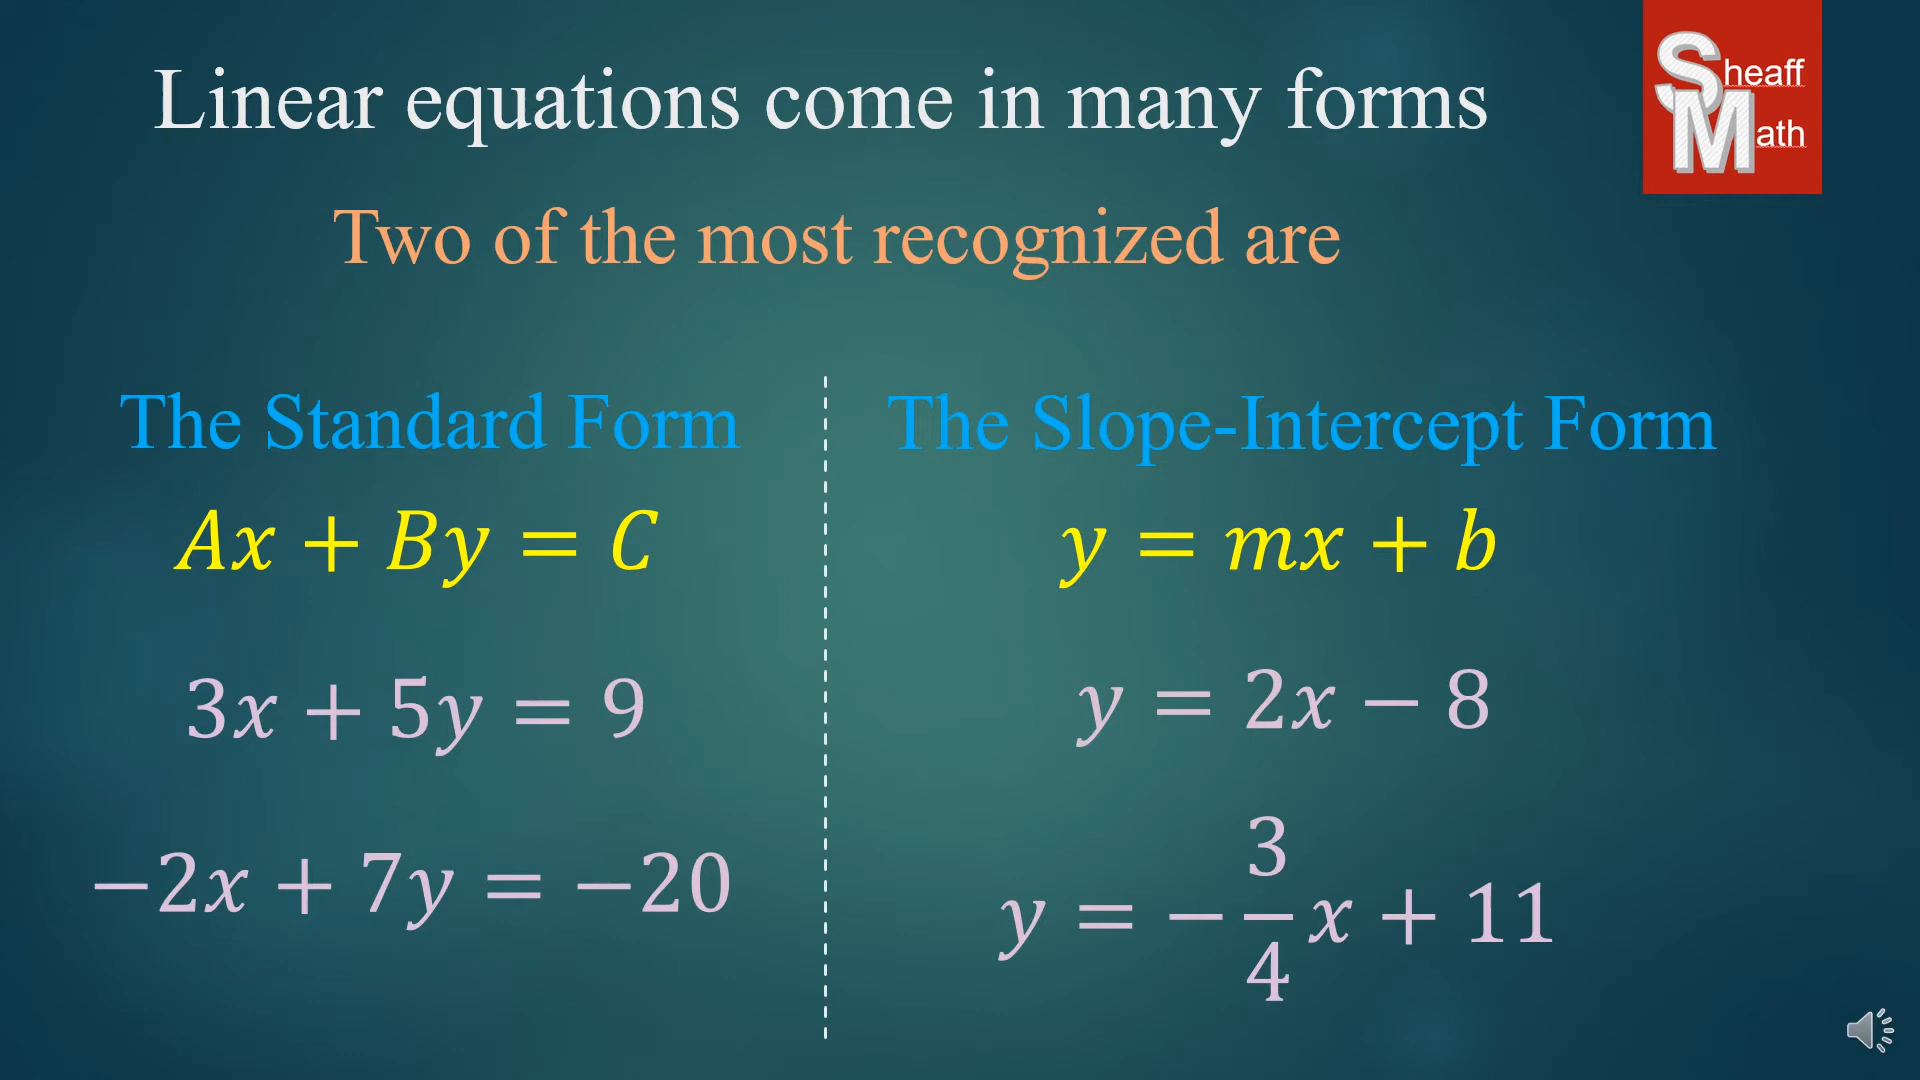 Linear equations come in many forms
Sheaff
Math
Two of the most recognized are
The Standard Form
Ax + By = C
3x + 5y = 9
−2x + 7y = −20
The Slope-Intercept Form
y = mx + b
y = 2x − 8
y = −3/4x + 11